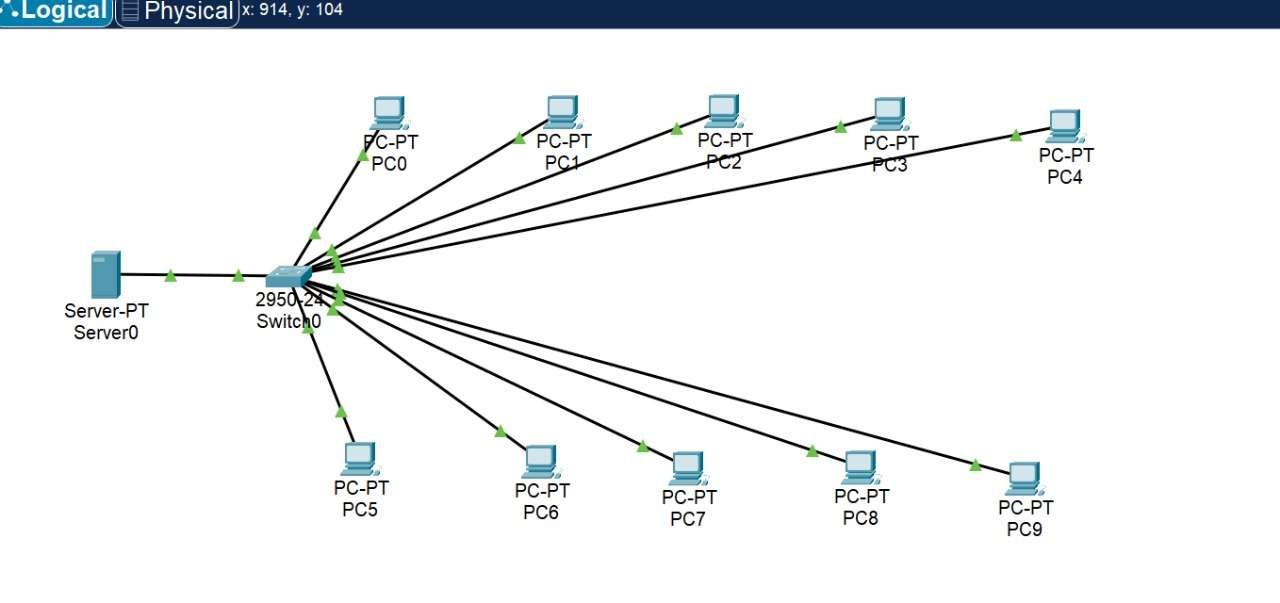 Logical Physical x: 914, y: 104
PC-PT
PC0
PC-PT
PC1
PC-PT
PC2
PC-PT
PC3
PC-PT
PC4
Server-PT
Server0
2950-24
Switch0
PC-PT
PC5
PC-PT
PC6
PC-PT
PC7
PC-PT
PC8
PC-PT
PC9